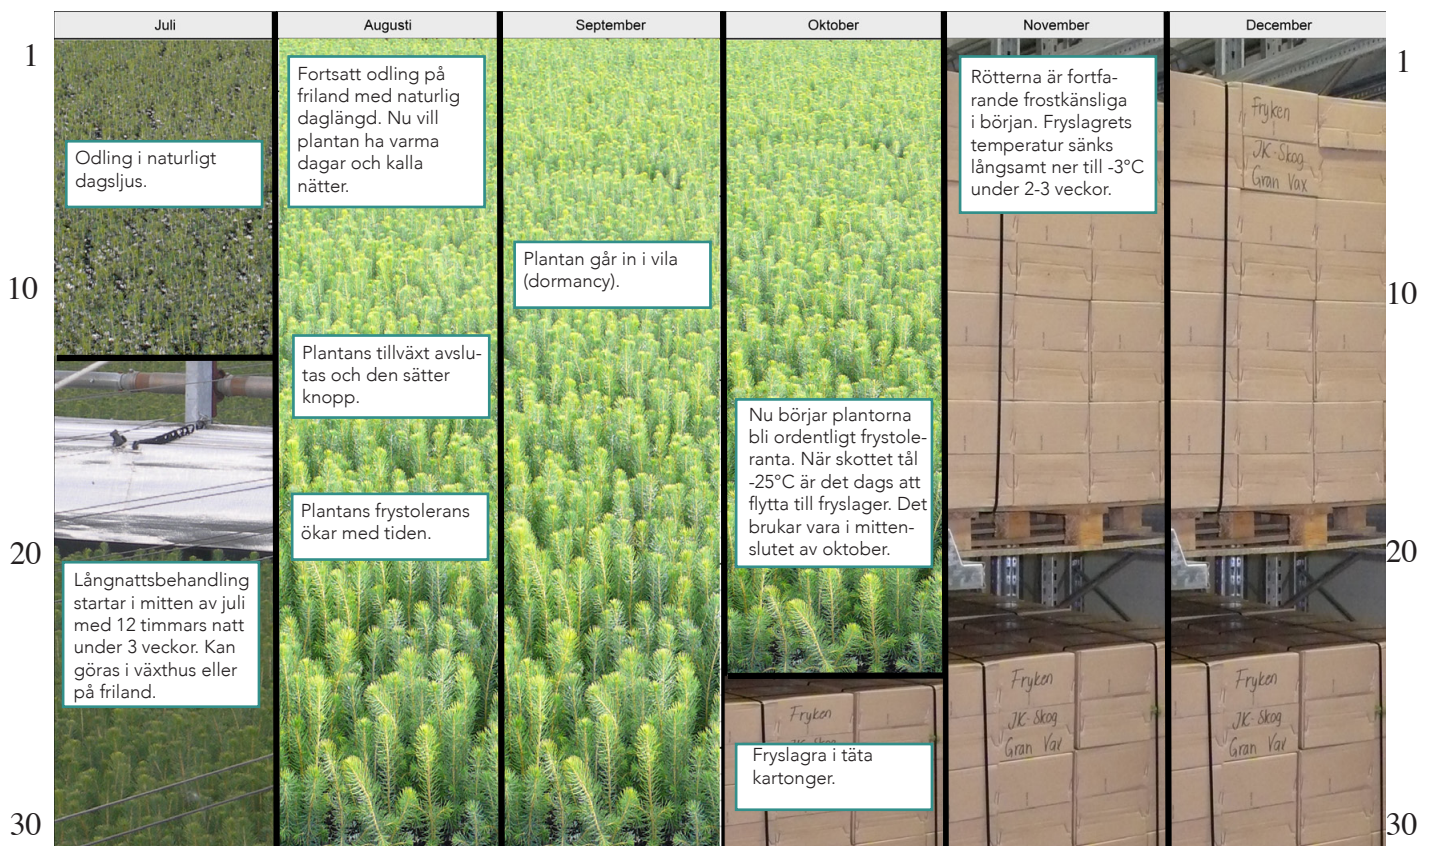 Juli
Augusti
September
Oktober
November
December
1
10
20
30
Odling i naturligt
dagsljus.
Långnattsbehandling
startar i mitten av juli
med 12 timmars natt
under 3 veckor. Kan
göras i växthus eller
på friland.
Fortsatt odling på
friland med naturlig
daglängd. Nu vill
plantan ha varma
dagar och kalla
nätter.
Plantans tillväxt avslu-
tas och den sätter
knopp.
Plantans frystolerans
ökar med tiden.
Plantan går in i vila
(dormancy).
Nu börjar plantorna
bli ordentligt frystole-
ranta. När skottet tål
-25°C är det dags att
flytta till fryslager. Det
brukar vara i mitten-
slutet av oktober.
Fryken
Fryslagra i täta
kartonger.
Rötterna är fortfa-
rande frostkänsliga
i början. Fryslagrets
temperatur sänks
långsamt ner till -3°C
under 2-3 veckor.
Fryken
JK-Skog
Gran Vax
Fryken
JK-Skog
Gran Vax
Fryken
JK-Skog
Gran Vax
1
10
20
30